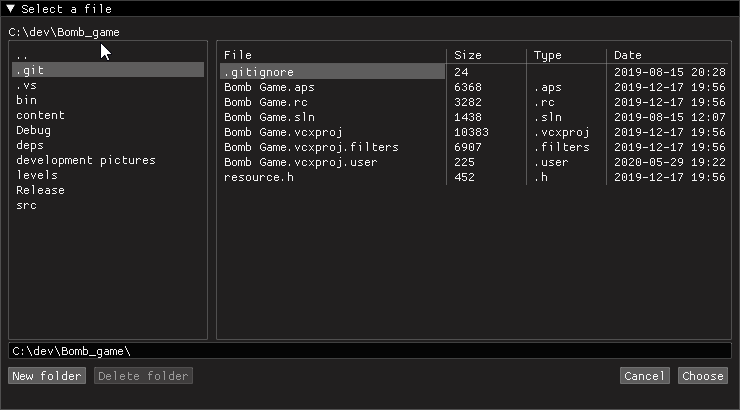 ▼ Select a file
C:\dev\Bomb_game
..
.git
.vs
bin
content
Debug
deps
development pictures
levels
Release
src
File Size Type Date
.gitignore 24 2019-08-15 20:28
Bomb Game.aps 6368 .aps 2019-12-17 19:56
Bomb Game.rc 3282 .rc 2019-12-17 19:56
Bomb Game.sln 1438 .sln 2019-08-15 12:07
Bomb Game.vcxproj 10383 .vcxproj 2019-12-17 19:56
Bomb Game.vcxproj.filters 6907 .filters 2019-12-17 19:56
Bomb Game.vcxproj.user 225 .user 2020-05-29 19:22
resource.h 452 .h 2019-12-17 19:56
C:\dev\Bomb_game\
New folder Delete folder Cancel Choose